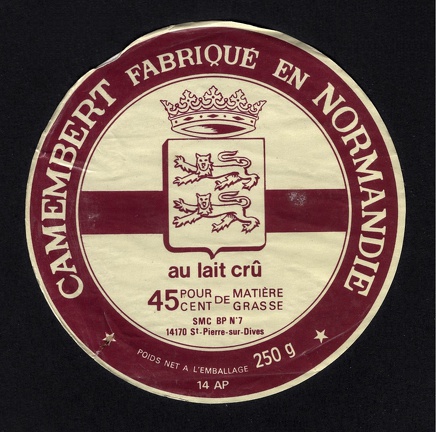 CAMEMBERT FABRIQUÉ EN NORMANDIE
au lait crû
45 POUR CENT DE MATIÈRE GRASSE
SMC BP N°7
14170 St-Pierre-sur-Dives
POIDS NET A L'EMBALLAGE 250 g
14 AP